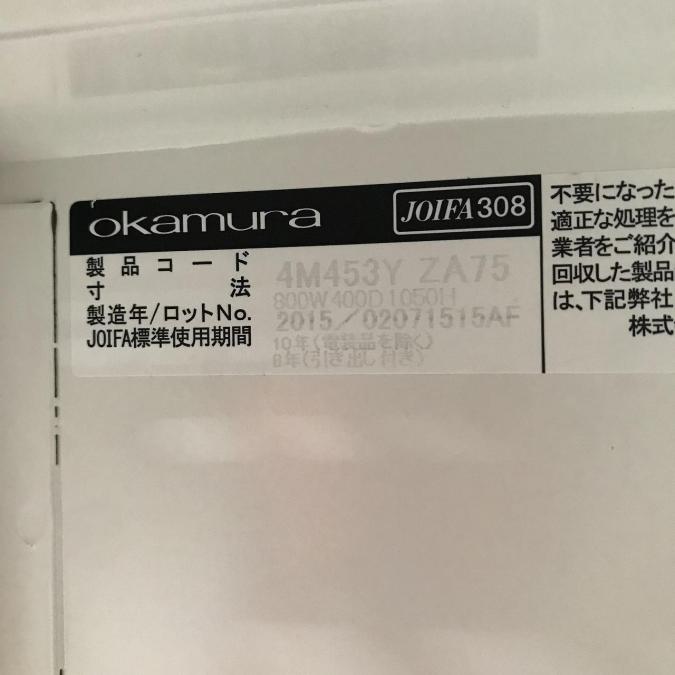 okamura JOIFA308
製品コード 4M453Y ZA75
寸法 800W400D1050H
製造年/ロットNo. 2015/02071515AF
JOIFA標準使用期間 10年(電装品を除く)
8年(引き出し付き)
不要になった
適正な処理を
業者をご紹介
回収した製品
は、下記弊社
株式